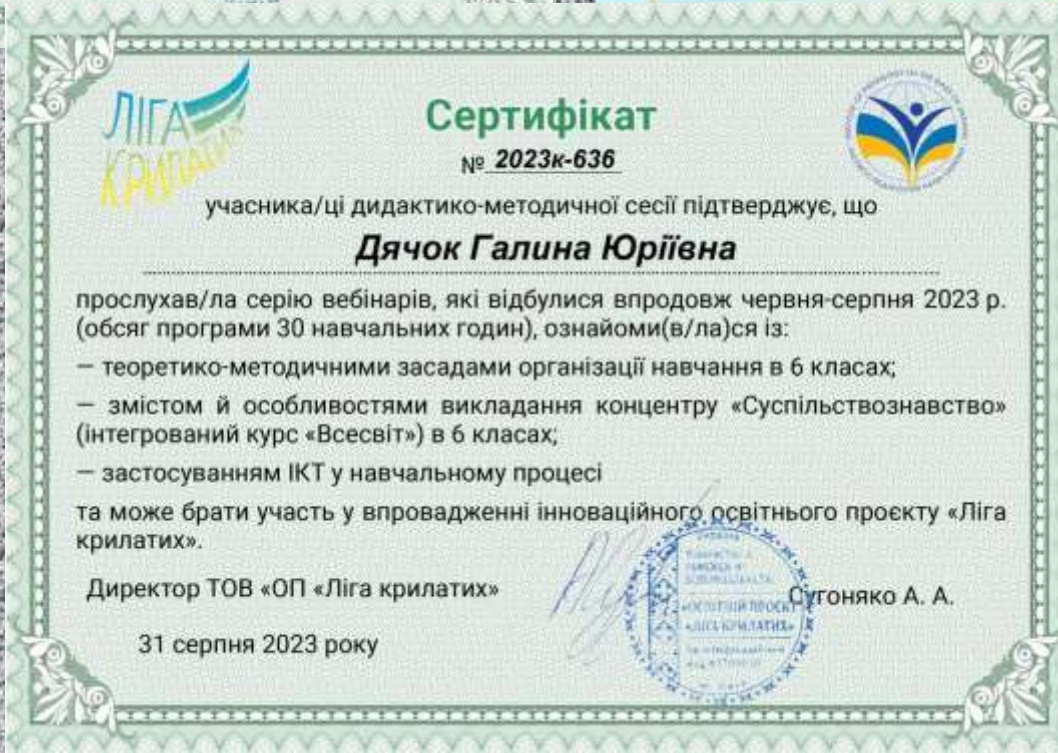 ЛІГА
КРИЛАТИХ
Сертифікат
№ 2023к-636
учасника/ці дидактико-методичної сесії підтверджує, що
Дячок Галина Юріївна
прослухав/ла серію вебінарів, які відбулися впродовж червня-серпня 2023 р.
(обсяг програми 30 навчальних годин), ознайоми(в/ла)ся із:
— теоретико-методичними засадами організації навчання в 6 класах;
— змістом й особливостями викладання концентру «Суспільствознавство»
(інтегрований курс «Всесвіт») в 6 класах;
— застосуванням ІКТ у навчальному процесі
та може брати участь у впровадженні інноваційного освітнього проєкту «Ліга
крилатих».
Директор ТОВ «ОП «Ліга крилатих»
«ОСВІТНІЙ ПРОЄКТ
«ЛІГА КРИЛАТИХ»
Сугоняко А. А.
31 серпня 2023 року